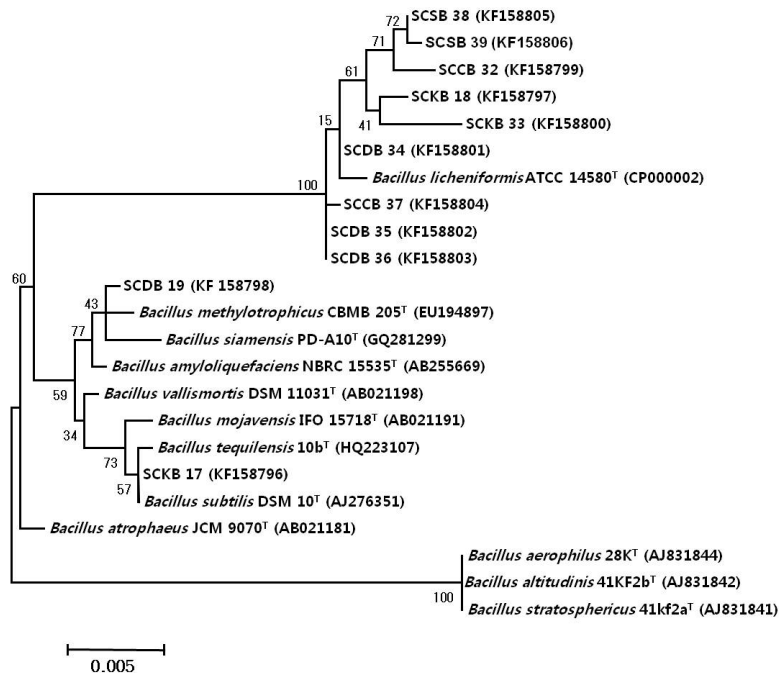 SCSB 38 (KF158805)
72
SCSB 39 (KF158806)
71
SCCB 32 (KF158799)
61
SCKB 18 (KF158797)
41
SCKB 33 (KF158800)
15
SCDB 34 (KF158801)
Bacillus licheniformis ATCC 14580ᵀ (CP000002)
100
SCCB 37 (KF158804)
SCDB 35 (KF158802)
SCDB 36 (KF158803)
60
SCDB 19 (KF 158798)
43
Bacillus methylotrophicus CBMB 205ᵀ (EU194897)
77
Bacillus siamensis PD-A10ᵀ (GQ281299)
Bacillus amyloliquefaciens NBRC 15535ᵀ (AB255669)
59
Bacillus vallismortis DSM 11031ᵀ (AB021198)
34
Bacillus mojavensis IFO 15718ᵀ (AB021191)
Bacillus tequilensis 10bᵀ (HQ223107)
73
SCKB 17 (KF158796)
57
Bacillus subtilis DSM 10ᵀ (AJ276351)
Bacillus atrophaeus JCM 9070ᵀ (AB021181)
Bacillus aerophilus 28Kᵀ (AJ831844)
Bacillus altitudinis 41KF2bᵀ (AJ831842)
100
Bacillus stratosphericus 41kf2aᵀ (AJ831841)
0.005